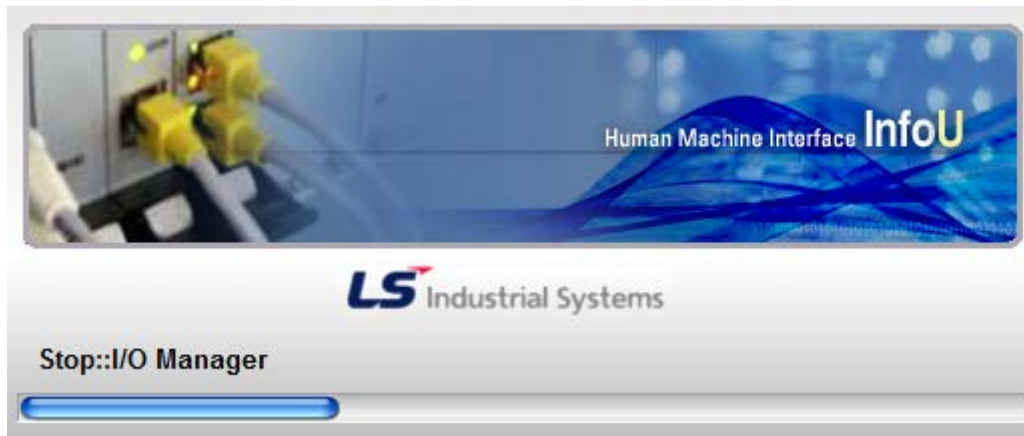 Human Machine Interface InfoU
LS Industrial Systems
Stop::I/O Manager